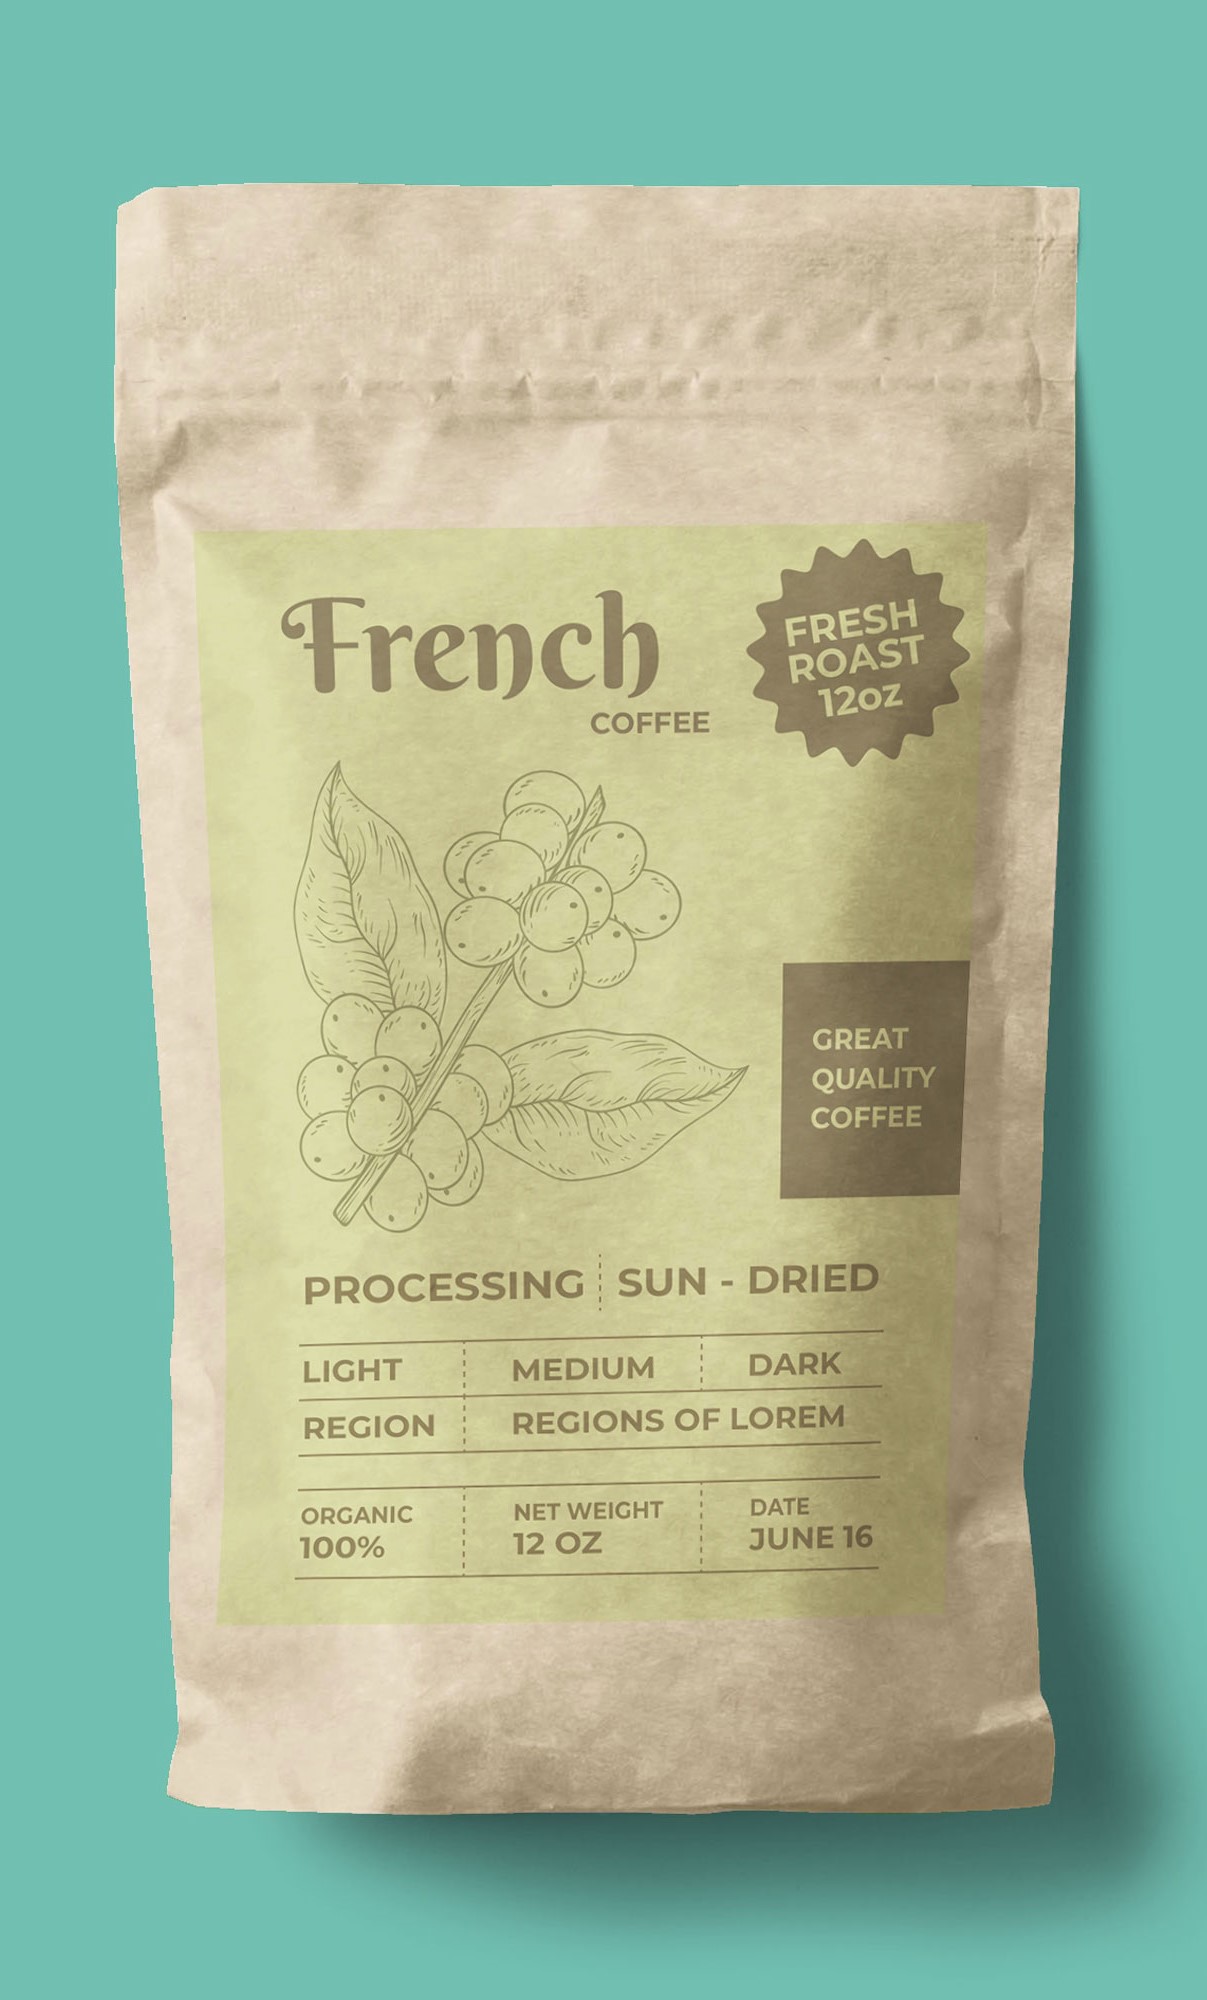 French
COFFEE
FRESH
ROAST
12oz
GREAT
QUALITY
COFFEE
PROCESSING SUN - DRIED
LIGHT MEDIUM DARK
REGION REGIONS OF LOREM
ORGANIC NET WEIGHT DATE
100% 12 OZ JUNE 16